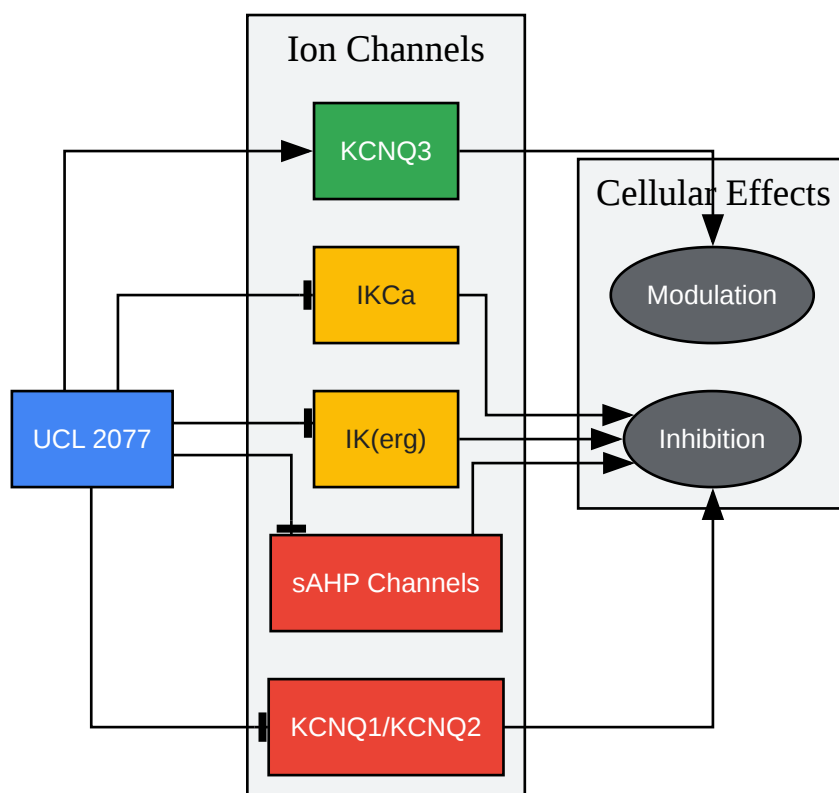 Ion Channels
KCNQ3
Cellular Effects
IKCa
Modulation
UCL 2077
IK(erg)
Inhibition
sAHP Channels
KCNQ1/KCNQ2